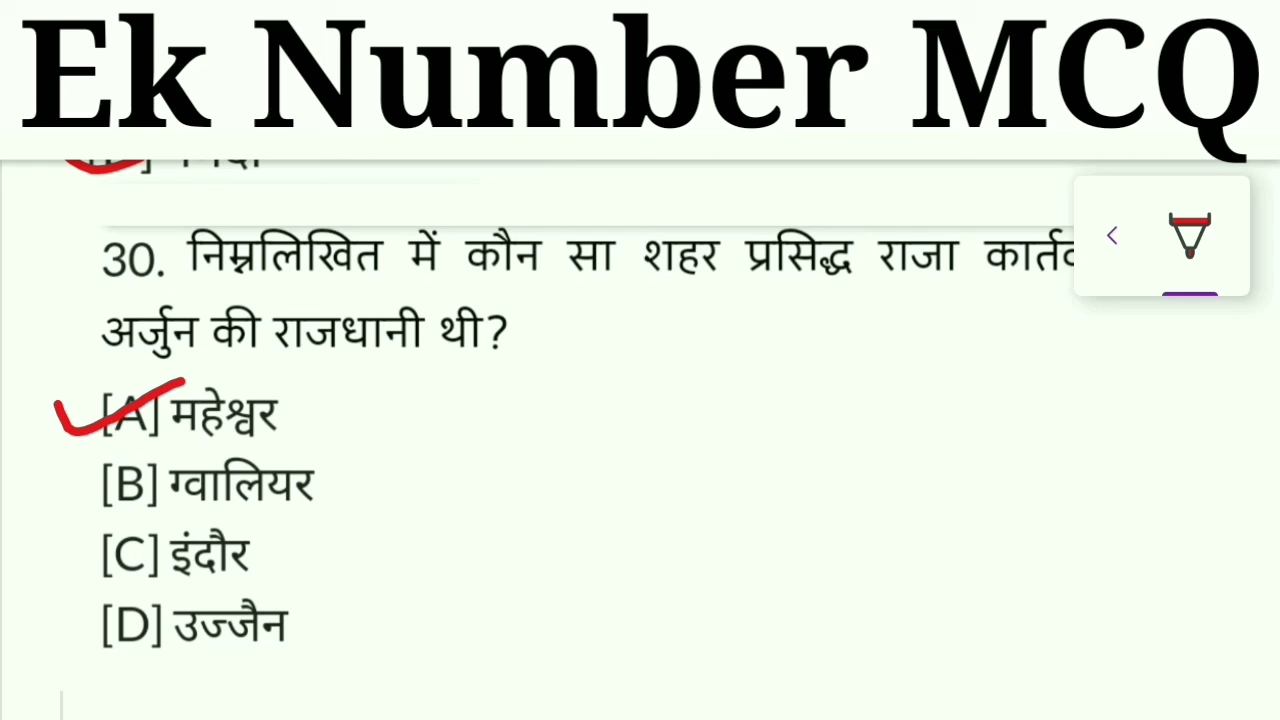 Ek Number MCQ
30. निम्नलिखित में कौन सा शहर प्रसिद्ध राजा
अर्जुन की राजधानी थी?
[A] महेश्वर
[B] ग्वालियर
[C] इंदौर
[D] उज्जैन